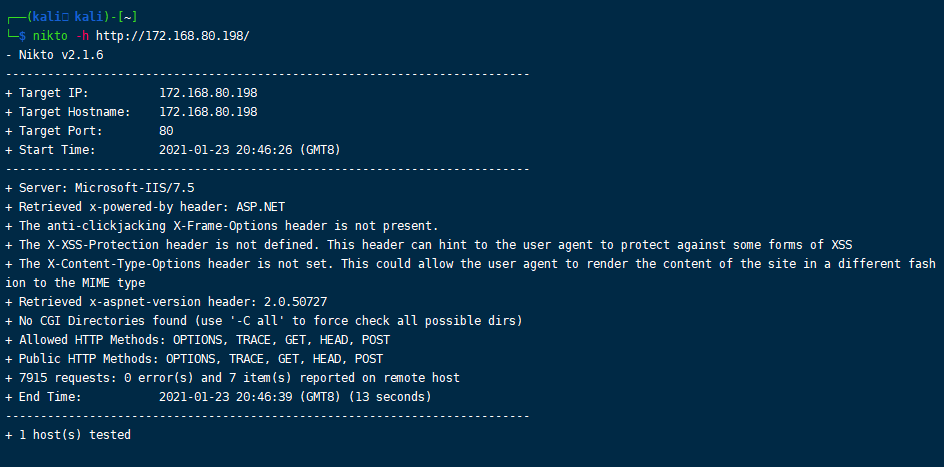 ┌──(kali㉿kali)-[~]
└─$ nikto -h http://172.168.80.198/
- Nikto v2.1.6
---------------------------------------------------------------------------
+ Target IP:          172.168.80.198
+ Target Hostname:    172.168.80.198
+ Target Port:        80
+ Start Time:         2021-01-23 20:46:26 (GMT8)
---------------------------------------------------------------------------
+ Server: Microsoft-IIS/7.5
+ Retrieved x-powered-by header: ASP.NET
+ The anti-clickjacking X-Frame-Options header is not present.
+ The X-XSS-Protection header is not defined. This header can hint to the user agent to protect against some forms of XSS
+ The X-Content-Type-Options header is not set. This could allow the user agent to render the content of the site in a different fash
ion to the MIME type
+ Retrieved x-aspnet-version header: 2.0.50727
+ No CGI Directories found (use '-C all' to force check all possible dirs)
+ Allowed HTTP Methods: OPTIONS, TRACE, GET, HEAD, POST
+ Public HTTP Methods: OPTIONS, TRACE, GET, HEAD, POST
+ 7915 requests: 0 error(s) and 7 item(s) reported on remote host
+ End Time:           2021-01-23 20:46:39 (GMT8) (13 seconds)
---------------------------------------------------------------------------
+ 1 host(s) tested